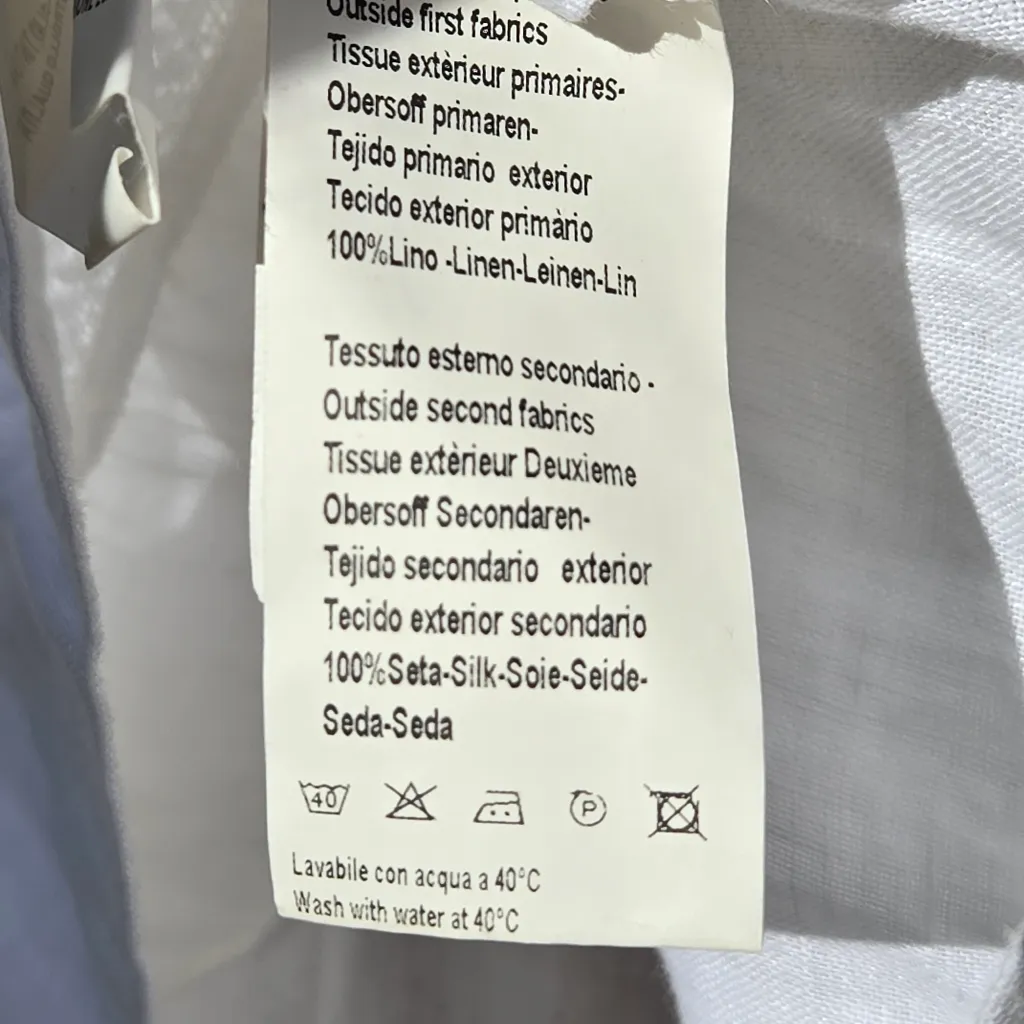 Outside first fabrics
Tissue extèrieur primaires-
Obersoff primaren-
Tejido primario exterior
Tecido exterior primàrio
100%Lino -Linen-Leinen-Lin
Tessuto esterno secondario -
Outside second fabrics
Tissue extèrieur Deuxieme
Obersoff Secondaren-
Tejido secondario exterior
Tecido exterior secondario
100%Seta-Silk-Soie-Seide-
Seda-Seda
40
P
Lavabile con acqua a 40°C
Wash with water at 40°C